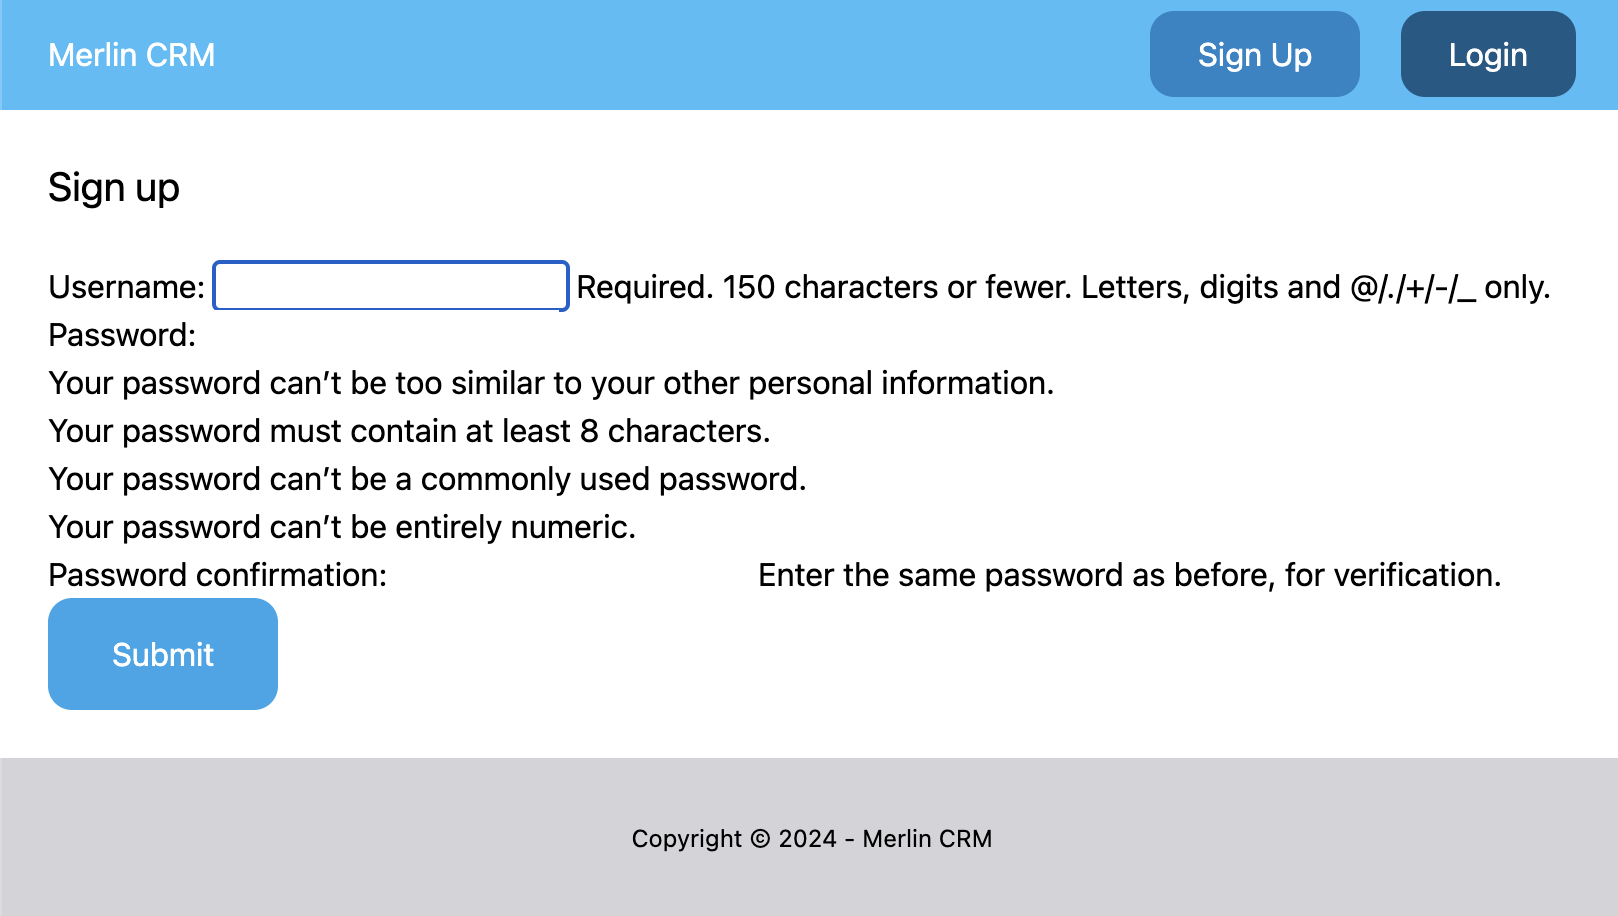 Merlin CRM Sign Up Login
Sign up
Username: Required. 150 characters or fewer. Letters, digits and @/./+/-/_ only.
Password:
Your password can’t be too similar to your other personal information.
Your password must contain at least 8 characters.
Your password can’t be a commonly used password.
Your password can’t be entirely numeric.
Password confirmation: Enter the same password as before, for verification.
Submit
Copyright © 2024 - Merlin CRM